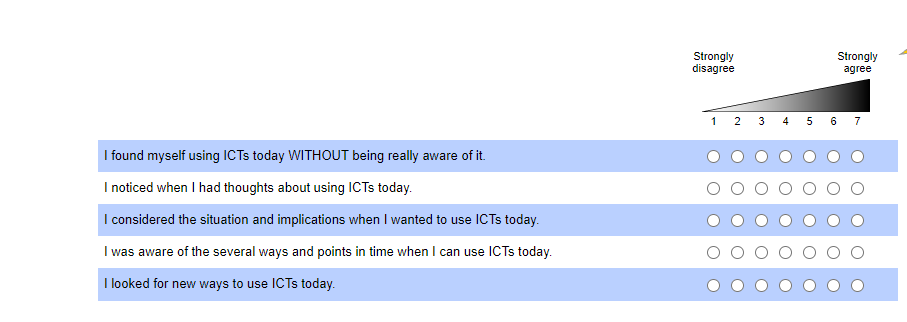 Strongly disagree
Strongly agree
1 2 3 4 5 6 7
I found myself using ICTs today WITHOUT being really aware of it.
I noticed when I had thoughts about using ICTs today.
I considered the situation and implications when I wanted to use ICTs today.
I was aware of the several ways and points in time when I can use ICTs today.
I looked for new ways to use ICTs today.